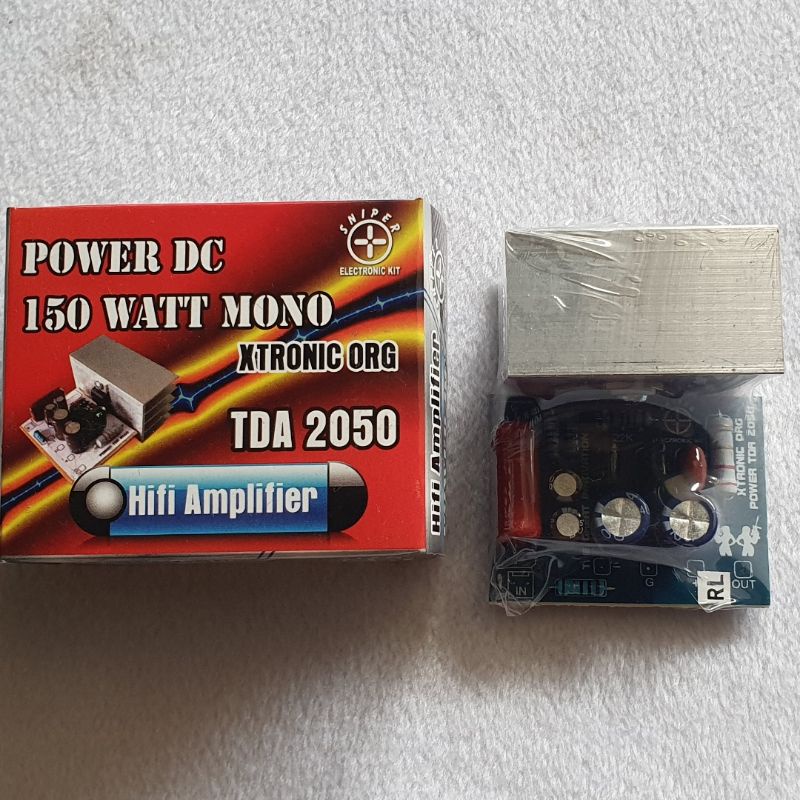 POWER DC
150 WATT MONO
SNIPER
ELECTRONIC KIT
XTRONIC ORG
TDA 2050
Hifi Amplifier
Hifi Amplifier
XTRONIC ORG
POWER TDA 2050
IN
F
G
+
OUT
RL